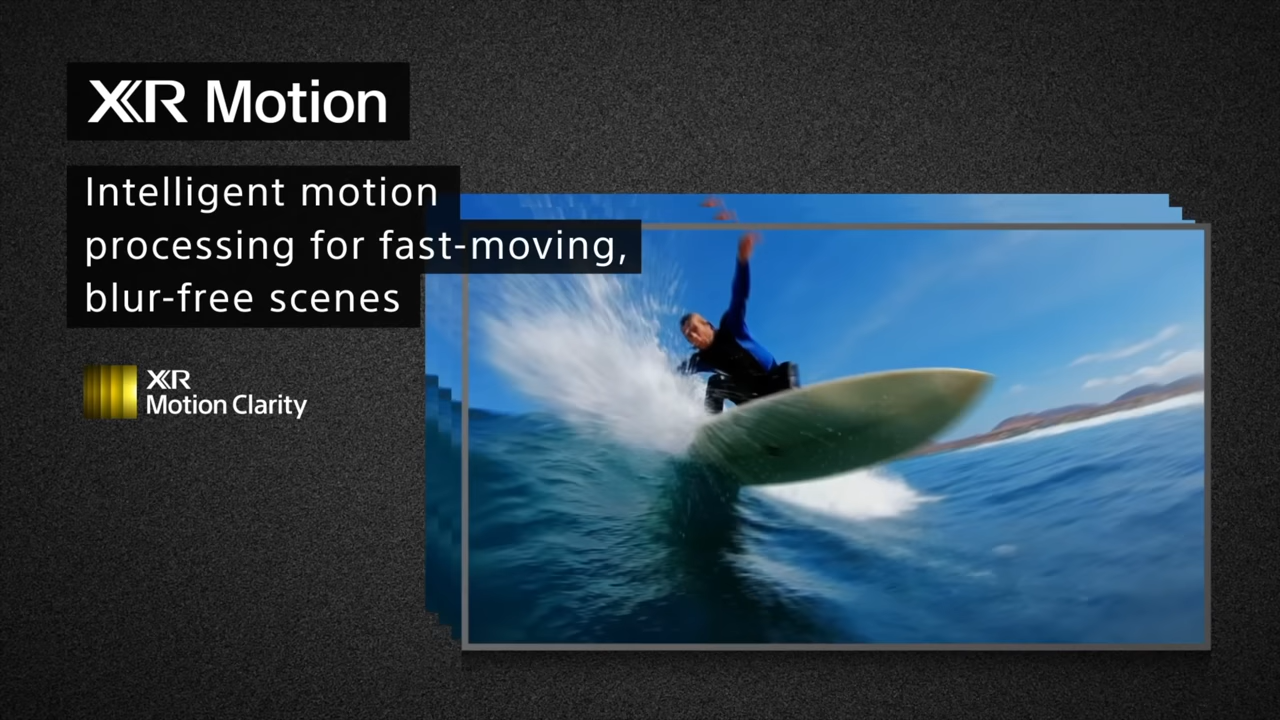 XR Motion
Intelligent motion
processing for fast-moving,
blur-free scenes
XR
Motion Clarity